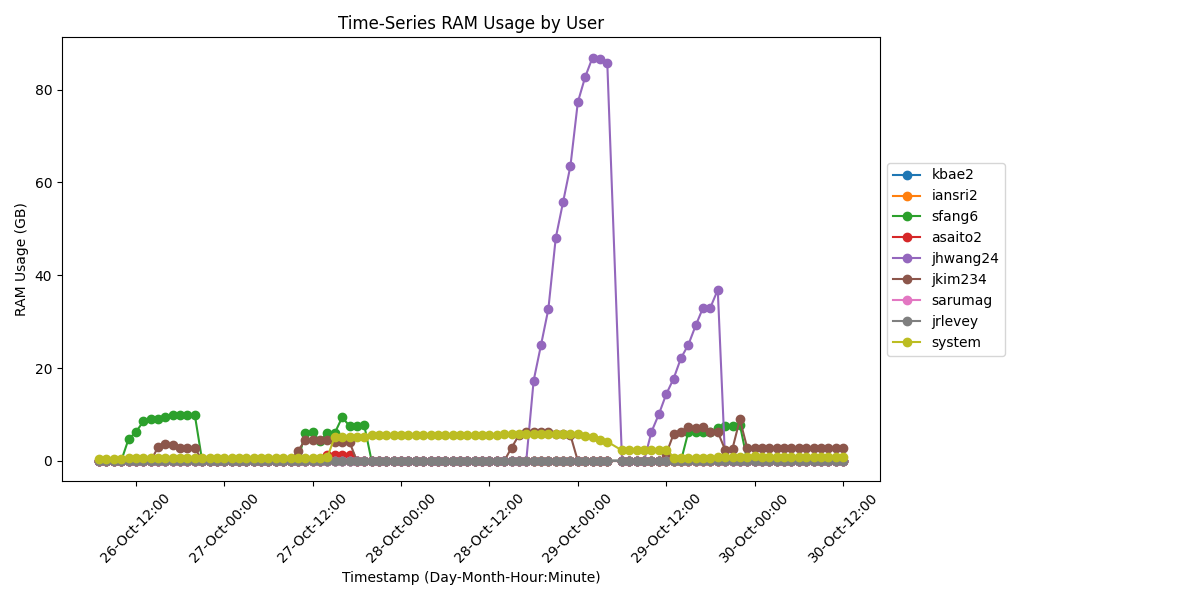 Time-Series RAM Usage by User
RAM Usage (GB)
80
60
40
20
0
26-Oct-12:00
27-Oct-00:00
27-Oct-12:00
28-Oct-00:00
28-Oct-12:00
29-Oct-00:00
29-Oct-12:00
30-Oct-00:00
30-Oct-12:00
Timestamp (Day-Month-Hour:Minute)
kbae2
iansri2
sfang6
asaito2
jhwang24
jkim234
sarumag
jrlevey
system